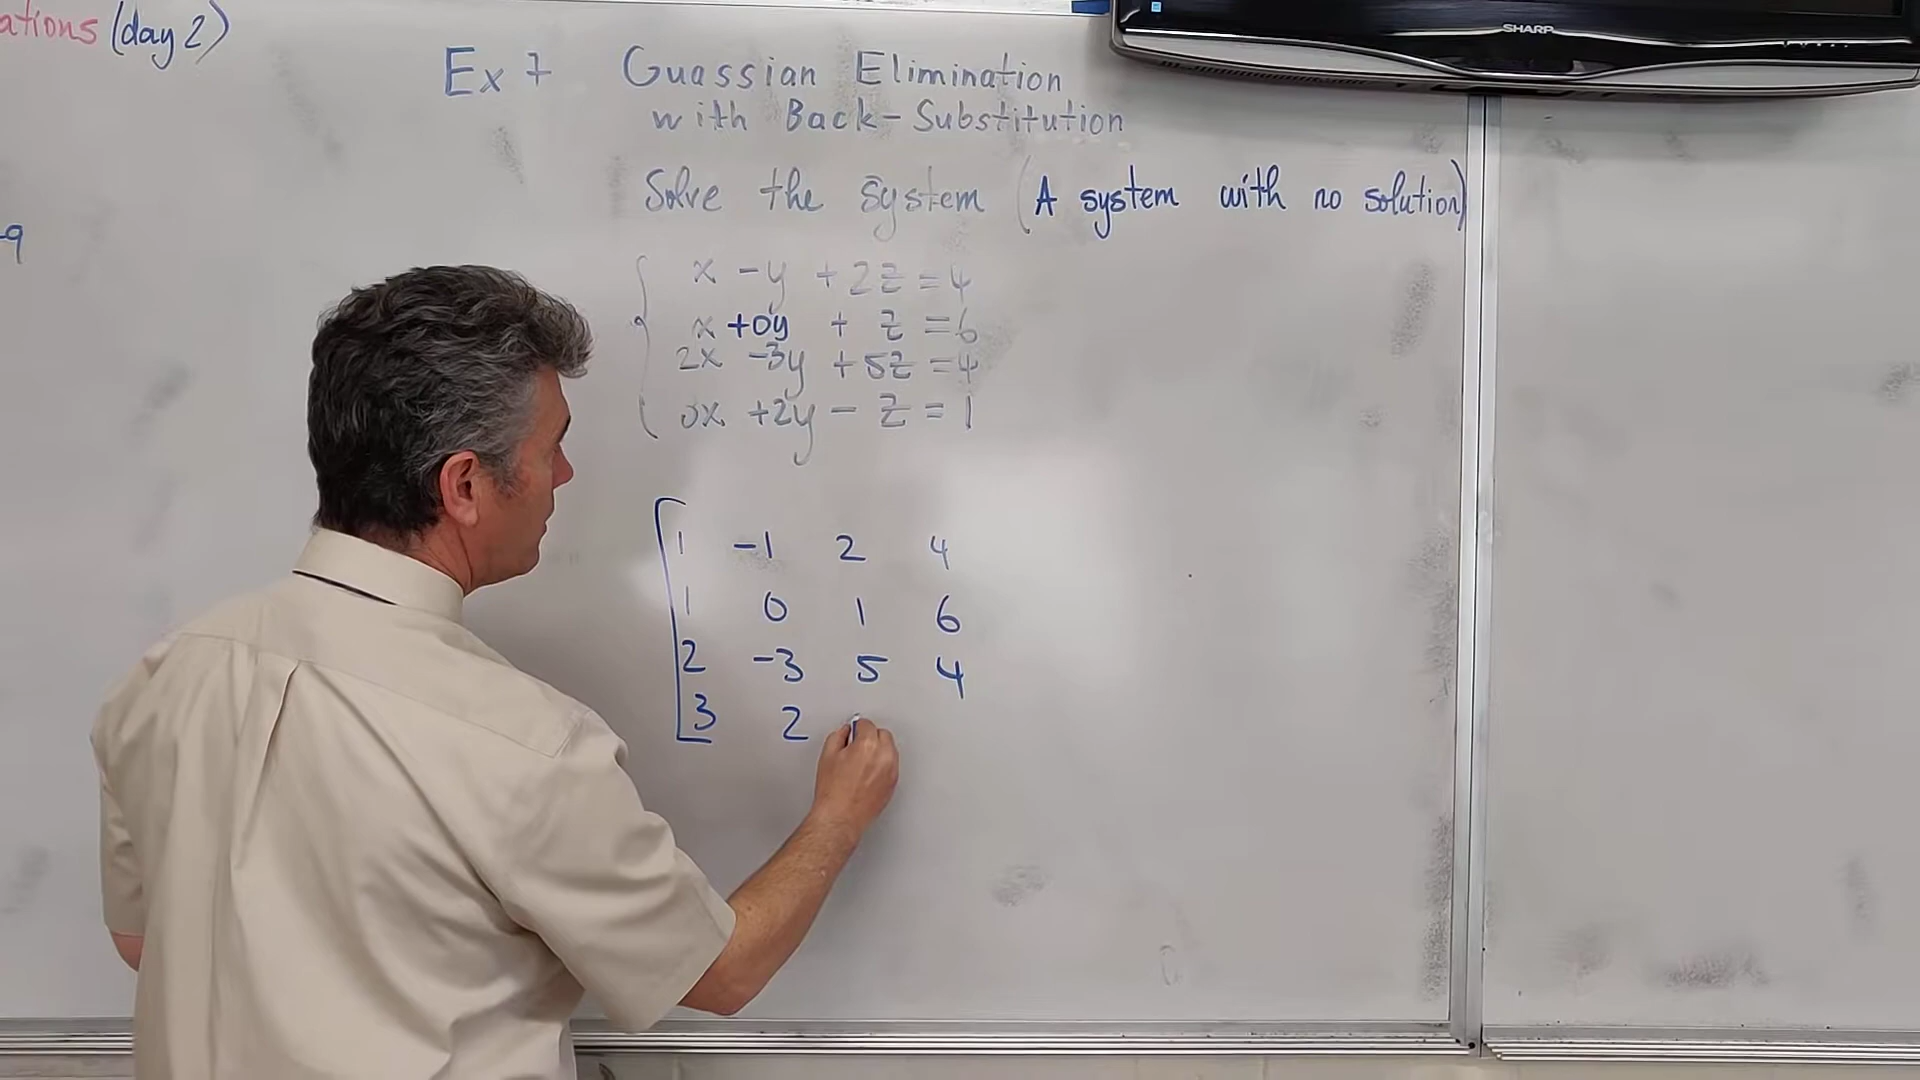 ations (day 2)
Ex 7 Guassian Elimination
with Back-Substitution
Solve the system (A system with no solution)
-9
x - y + 2z = 4
x + 0y + z = 6
2x - 3y + 5z = 4
3x + 2y - z = 1
1 -1 2 4
1 0 1 6
2 -3 5 4
3 2
SHARP